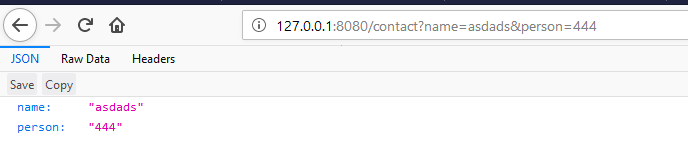 127.0.0.1:8080/contact?name=asdads&person=444
JSON Raw Data Headers
Save Copy
name: "asdads"
person: "444"